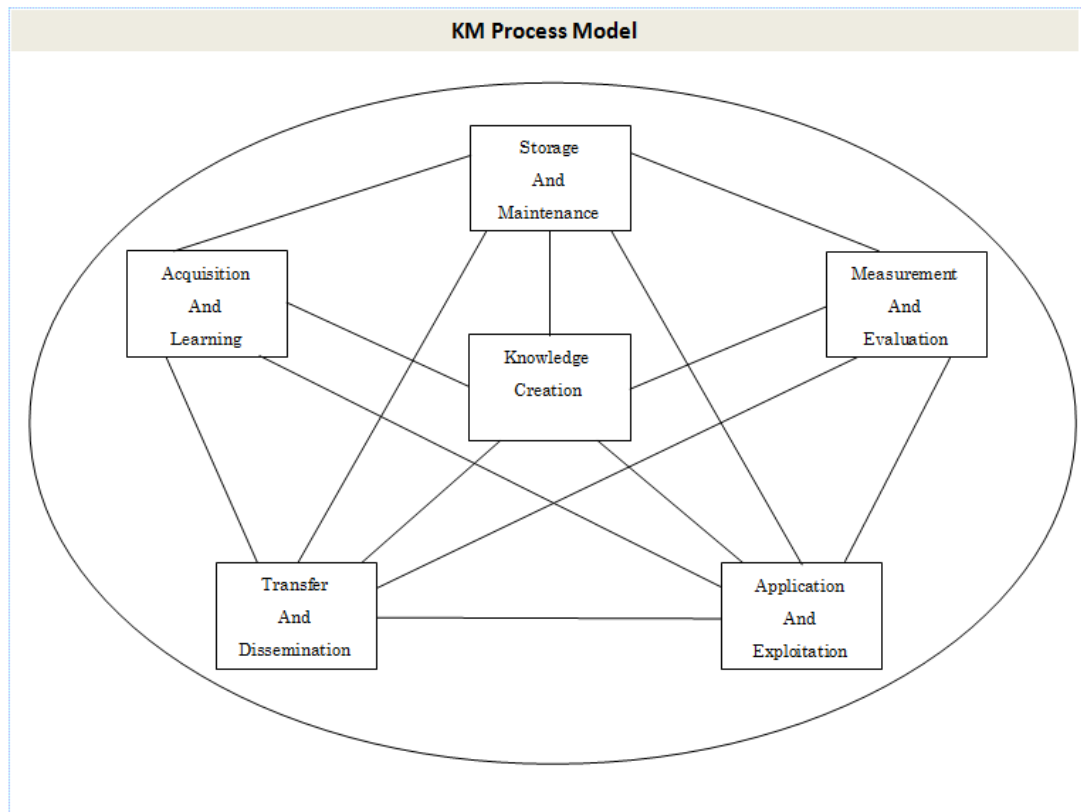 KM Process Model
Storage
And
Maintenance
Acquisition
And
Learning
Measurement
And
Evaluation
Knowledge
Creation
Transfer
And
Dissemination
Application
And
Exploitation